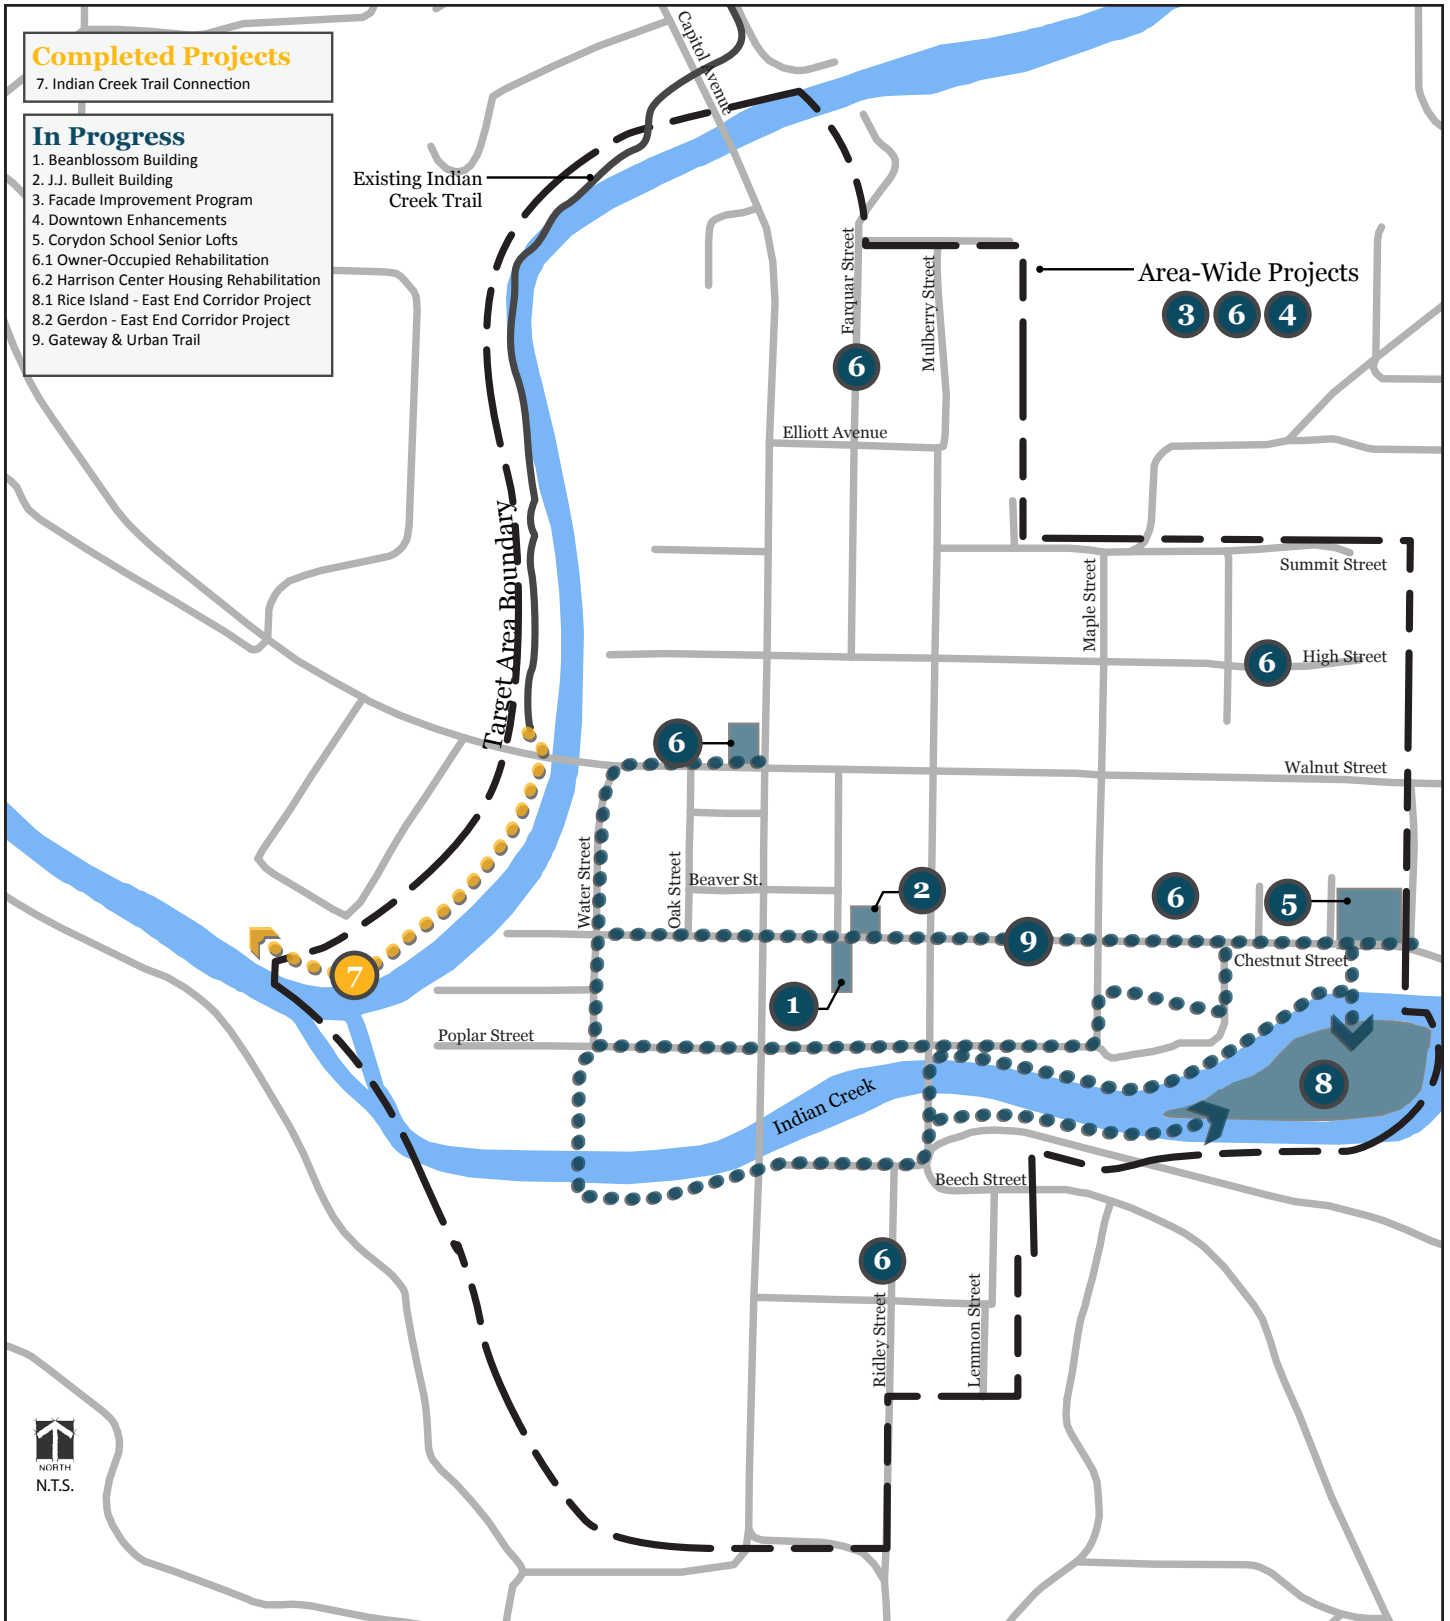 Completed Projects
7. Indian Creek Trail Connection
In Progress
1. Beanblossom Building
2. J.J. Bulleit Building
3. Facade Improvement Program
4. Downtown Enhancements
5. Corydon School Senior Lofts
6.1 Owner-Occupied Rehabilitation
6.2 Harrison Center Housing Rehabilitation
8.1 Rice Island - East End Corridor Project
8.2 Gerdon - East End Corridor Project
9. Gateway & Urban Trail
Capitol Avenue
Existing Indian
Creek Trail
Farquar Street
Mulberry Street
Area-Wide Projects
3 6 4
6
Elliott Avenue
Target Area Boundary
Summit Street
Maple Street
6
High Street
6
Walnut Street
Water Street
Oak Street
Beaver St.
2
6
5
9
Chestnut Street
7
1
Poplar Street
Indian Creek
8
Beech Street
6
Ridley Street
Lemmon Street
NORTH
N.T.S.